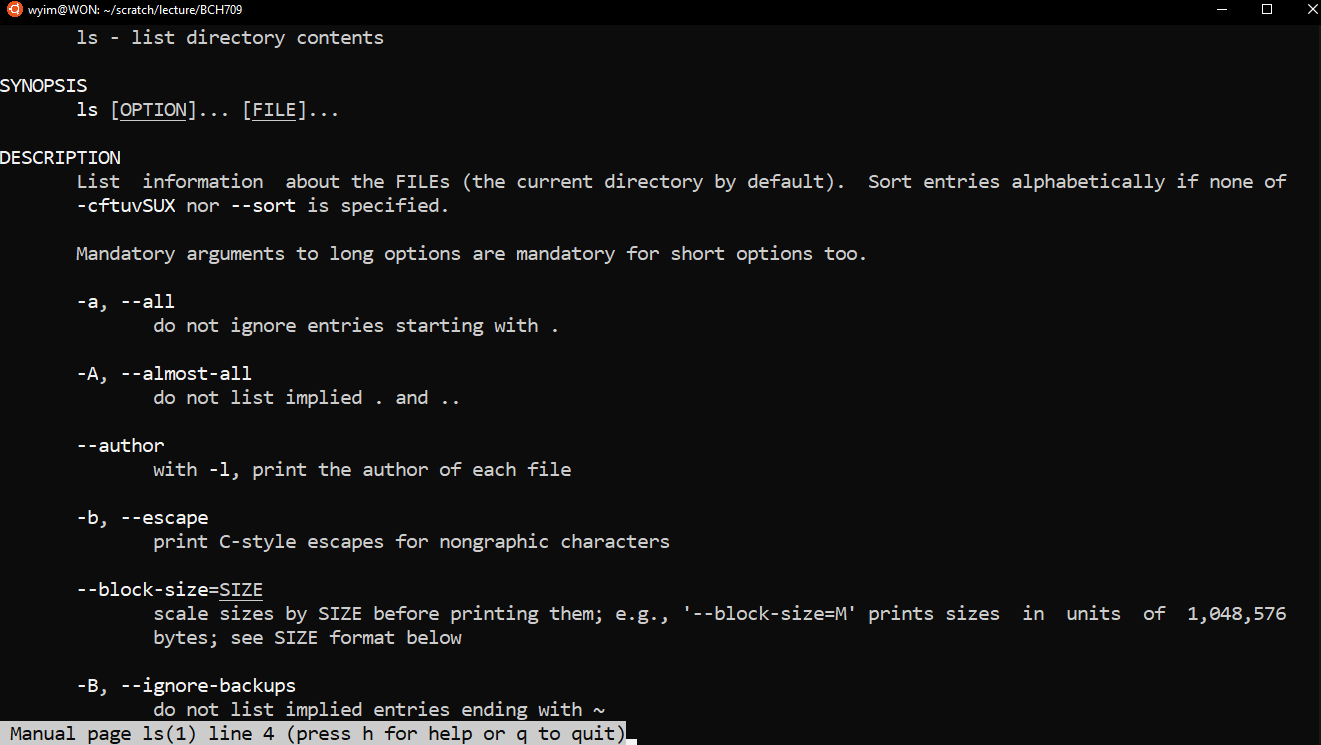 wyim@WON: ~/scratch/lecture/BCH709
ls - list directory contents
SYNOPSIS
ls [OPTION]... [FILE]...
DESCRIPTION
List  information  about the FILEs (the current directory by default).  Sort entries alphabetically if none of
-cftuvSUX nor --sort is specified.
Mandatory arguments to long options are mandatory for short options too.
-a, --all
do not ignore entries starting with .
-A, --almost-all
do not list implied . and ..
--author
with -l, print the author of each file
-b, --escape
print C-style escapes for nongraphic characters
--block-size=SIZE
scale sizes by SIZE before printing them; e.g., '--block-size=M' prints sizes  in  units  of  1,048,576
bytes; see SIZE format below
-B, --ignore-backups
do not list implied entries ending with ~
Manual page ls(1) line 4 (press h for help or q to quit)